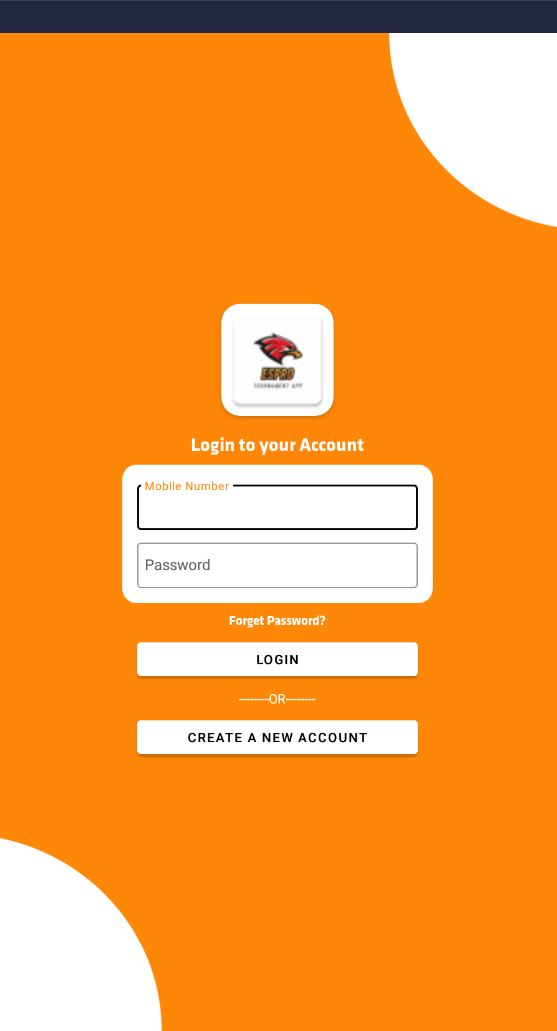 ESPRO
TOURNAMENT APP
Login to your Account
Mobile Number
Password
Forget Password?
LOGIN
--------OR--------
CREATE A NEW ACCOUNT